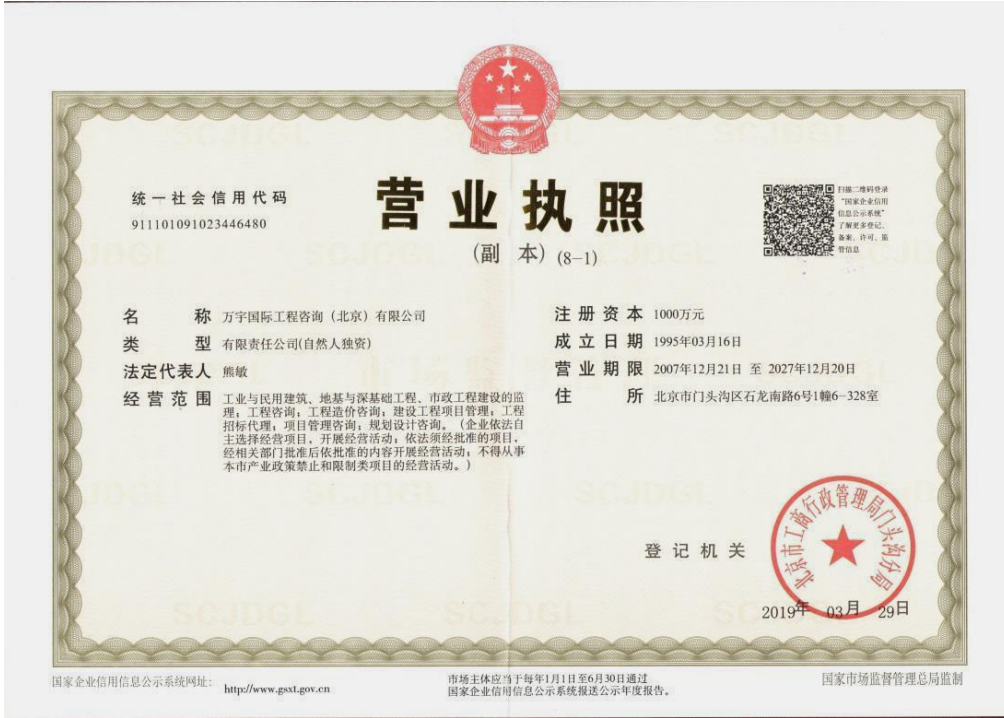 统一社会信用代码
911101091023446480
营业执照
(副 本) (8-1)
扫描二维码登录
“国家企业信用
信息公示系统”
了解更多登记、
备案、许可、监
管信息
名 称 万宇国际工程咨询（北京）有限公司
类 型 有限责任公司(自然人独资)
法定代表人 熊敏
经营范围 工业与民用建筑、地基与深基础工程、市政工程建设的监
理；工程咨询；工程造价咨询；建设工程项目管理；工程
招标代理；项目管理咨询；规划设计咨询。（企业依法自
主选择经营项目，开展经营活动；依法须经批准的项目，
经相关部门批准后依批准的内容开展经营活动；不得从事
本市产业政策禁止和限制类项目的经营活动。）
注册资本 1000万元
成立日期 1995年03月16日
营业期限 2007年12月21日 至 2027年12月20日
住 所 北京市门头沟区石龙南路6号1幢6-328室
登记机关
北京市工商行政管理局门头沟分局
2019年 03月 29日
国家企业信用信息公示系统网址： http://www.gsxt.gov.cn
市场主体应当于每年1月1日至6月30日通过
国家企业信用信息公示系统报送公示年度报告。
国家市场监督管理总局监制